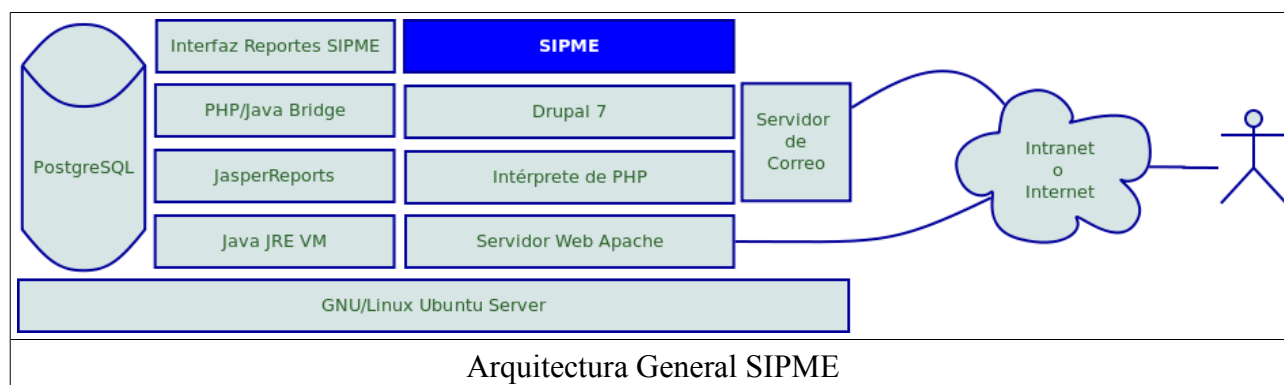 Interfaz Reportes SIPME
SIPME
PHP/Java Bridge
Drupal 7
Servidor
de
Correo
PostgreSQL
JasperReports
Intérprete de PHP
Intranet
o
Internet
Java JRE VM
Servidor Web Apache
GNU/Linux Ubuntu Server
Arquitectura General SIPME